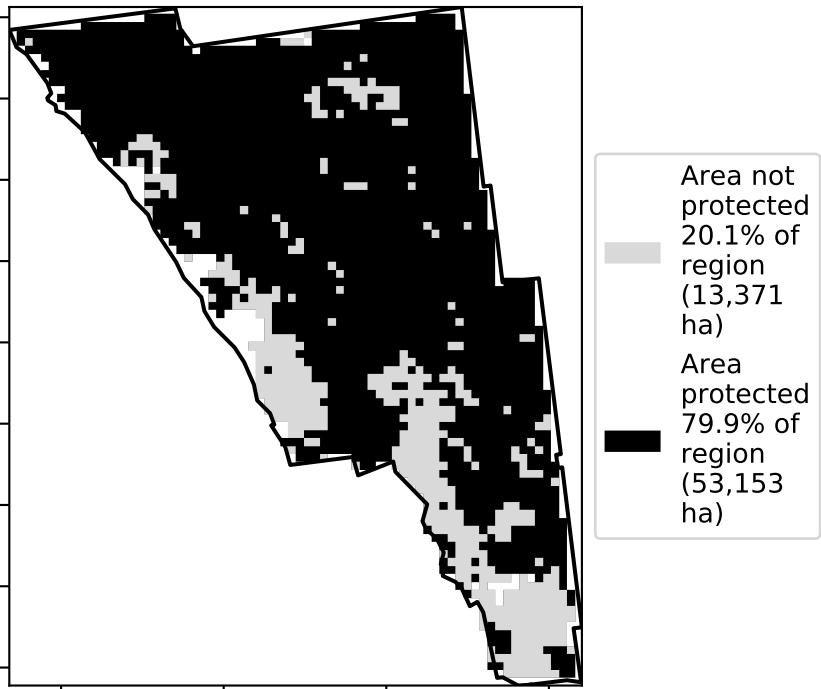 Area not
protected
20.1% of
region
(13,371
ha)
Area
protected
79.9% of
region
(53,153
ha)